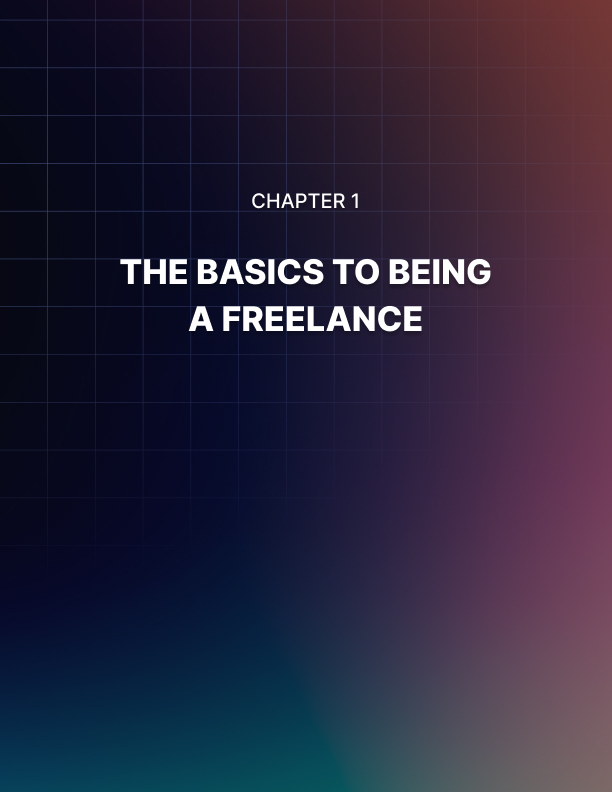 CHAPTER 1
THE BASICS TO BEING
A FREELANCE